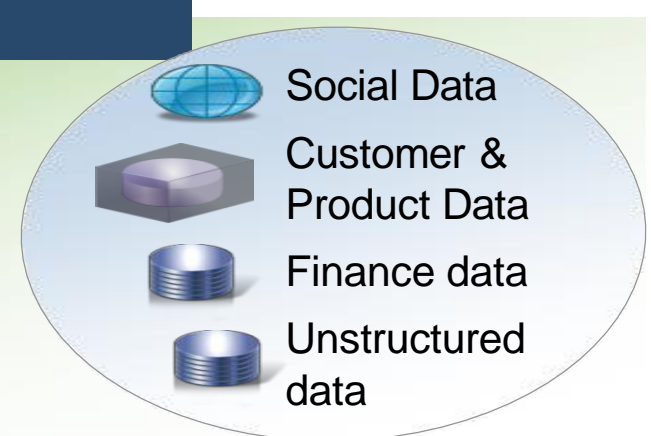 Social Data
Customer &
Product Data
Finance data
Unstructured
data